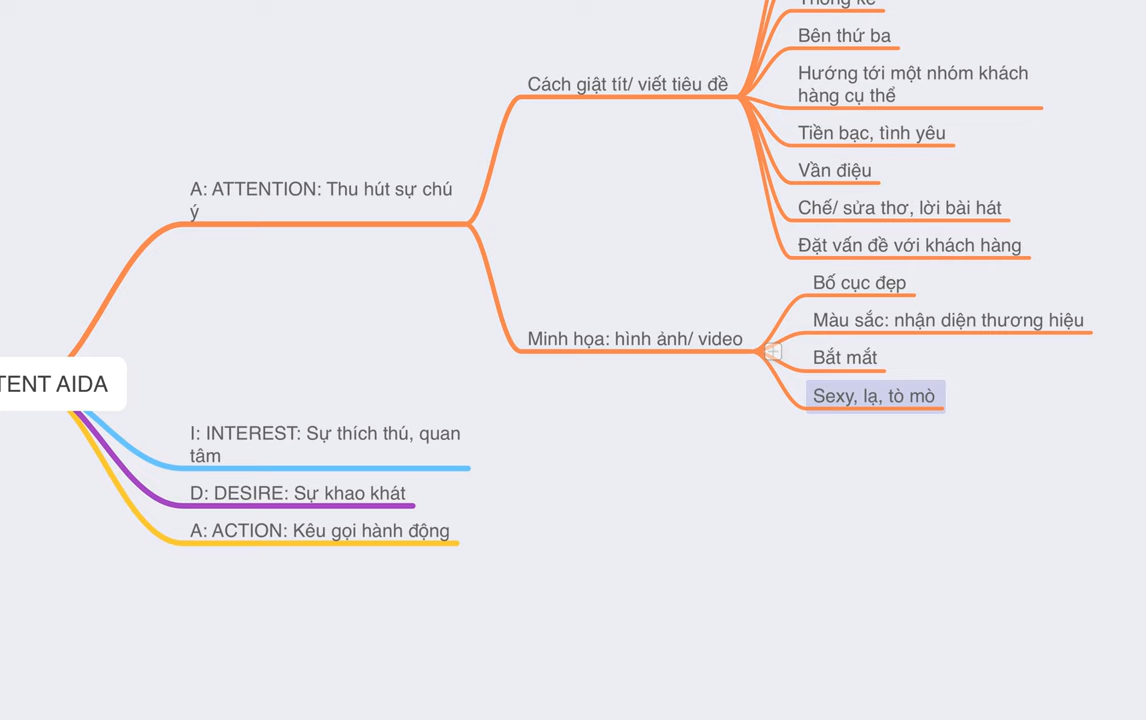 Thống kê
Bên thứ ba
Cách giật tít/ viết tiêu đề
Hướng tới một nhóm khách
hàng cụ thể
Tiền bạc, tình yêu
Vần điệu
A: ATTENTION: Thu hút sự chú
ý
Chế/ sửa thơ, lời bài hát
Đặt vấn đề với khách hàng
Bố cục đẹp
Màu sắc: nhận diện thương hiệu
Minh họa: hình ảnh/ video
Bắt mắt
Sexy, lạ, tò mò
TENT AIDA
I: INTEREST: Sự thích thú, quan
tâm
D: DESIRE: Sự khao khát
A: ACTION: Kêu gọi hành động